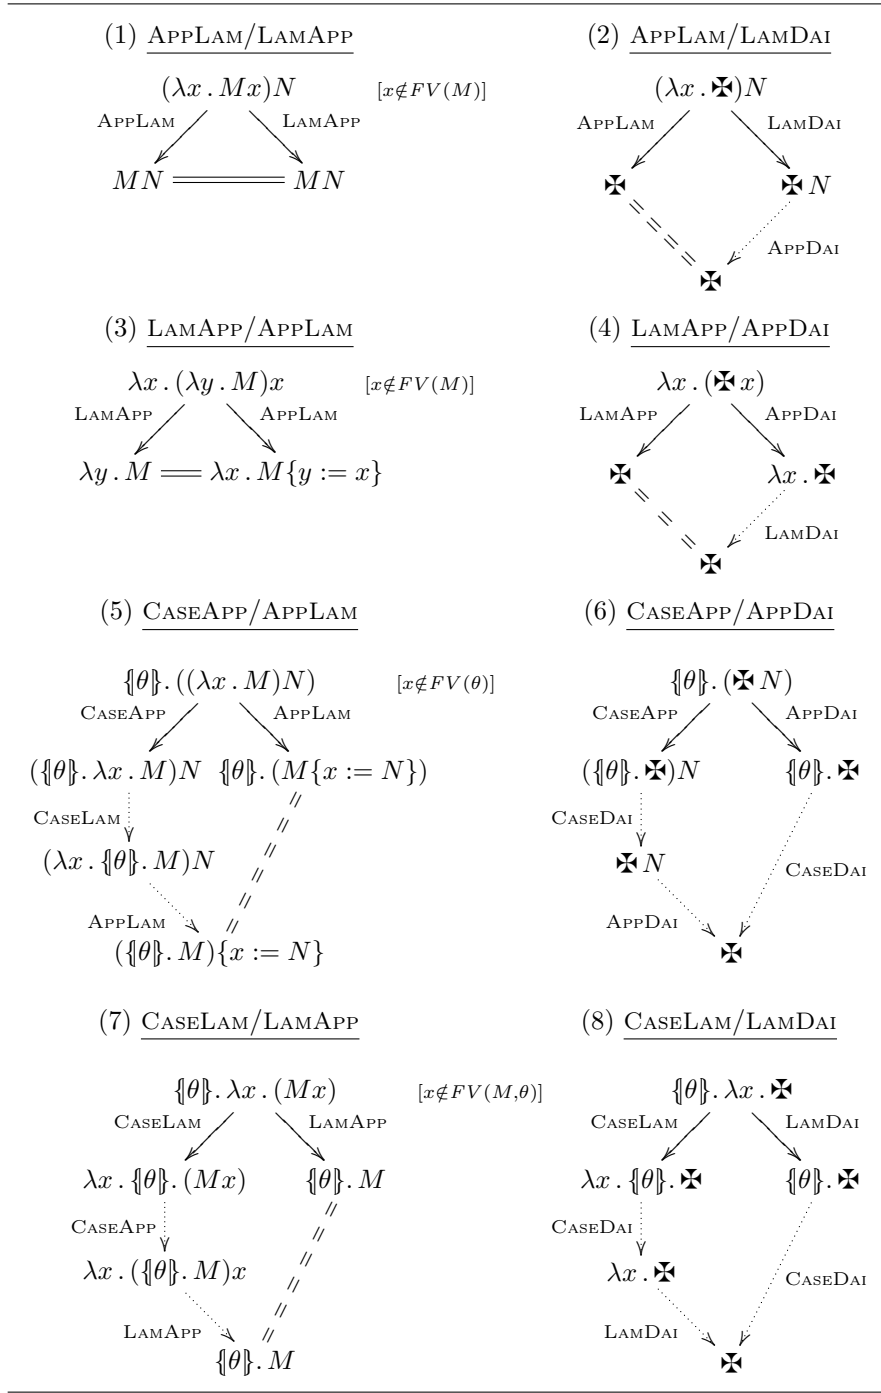 (1) APPLAM/LAMAPP
(λx . Mx)N [x∉FV(M)]
APPLAM LAMAPP
MN MN
(2) APPLAM/LAMDAI
(λx . ✠)N
APPLAM LAMDAI
✠ ✠ N
APPDAI
✠
(3) LAMAPP/APPLAM
λx . (λy . M)x [x∉FV(M)]
LAMAPP APPLAM
λy . M λx . M{y := x}
(4) LAMAPP/APPDAI
λx . (✠ x)
LAMAPP APPDAI
✠ λx . ✠
LAMDAI
✠
(5) CASEAPP/APPLAM
{|θ|}. ((λx . M)N) [x∉FV(θ)]
CASEAPP APPLAM
({|θ|}. λx . M)N {|θ|}. (M{x := N})
CASELAM
(λx . {|θ|}. M)N
APPLAM
({|θ|}. M){x := N}
(6) CASEAPP/APPDAI
{|θ|}. (✠ N)
CASEAPP APPDAI
({|θ|}. ✠)N {|θ|}. ✠
CASEDAI
✠ N
CASEDAI
APPDAI
✠
(7) CASELAM/LAMAPP
{|θ|}. λx . (Mx) [x∉FV(M,θ)]
CASELAM LAMAPP
λx . {|θ|}. (Mx) {|θ|}. M
CASEAPP
λx . ({|θ|}. M)x
LAMAPP
{|θ|}. M
(8) CASELAM/LAMDAI
{|θ|}. λx . ✠
CASELAM LAMDAI
λx . {|θ|}. ✠ {|θ|}. ✠
CASEDAI
λx . ✠
CASEDAI
LAMDAI
✠